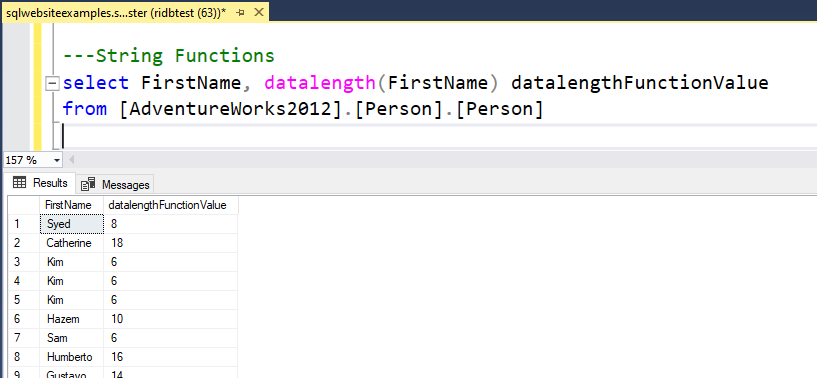 sqlwebsiteexamples.s...ster (ridbtest (63))*
---String Functions
select FirstName, datalength(FirstName) datalengthFunctionValue
from [AdventureWorks2012].[Person].[Person]
157 %
Results Messages
FirstName datalengthFunctionValue
1 Syed 8
2 Catherine 18
3 Kim 6
4 Kim 6
5 Kim 6
6 Hazem 10
7 Sam 6
8 Humberto 16
9 Gustavo 14